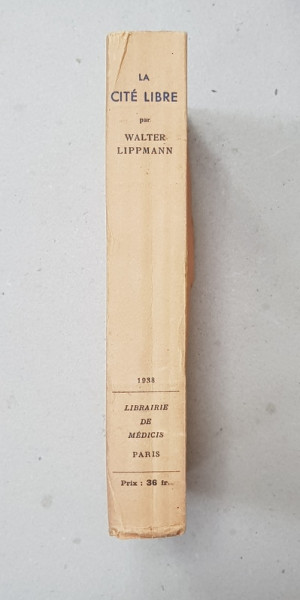 LA
CITÉ LIBRE
par
WALTER
LIPPMANN
1938
LIBRAIRIE
DE
MÉDICIS
PARIS
Prix : 36 fr.